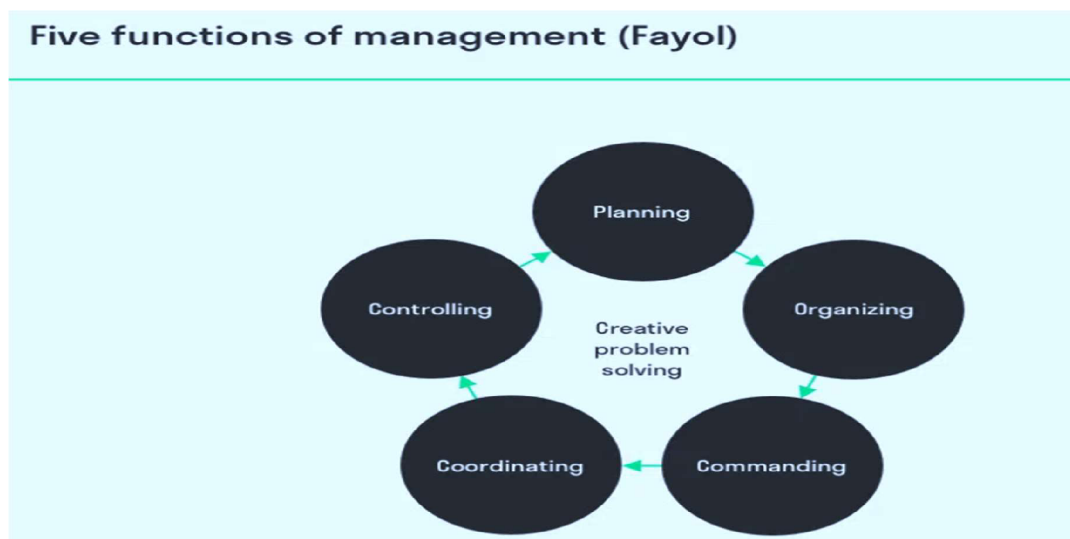 Five functions of management (Fayol)
Planning
Controlling
Organizing
Creative
problem
solving
Coordinating
Commanding